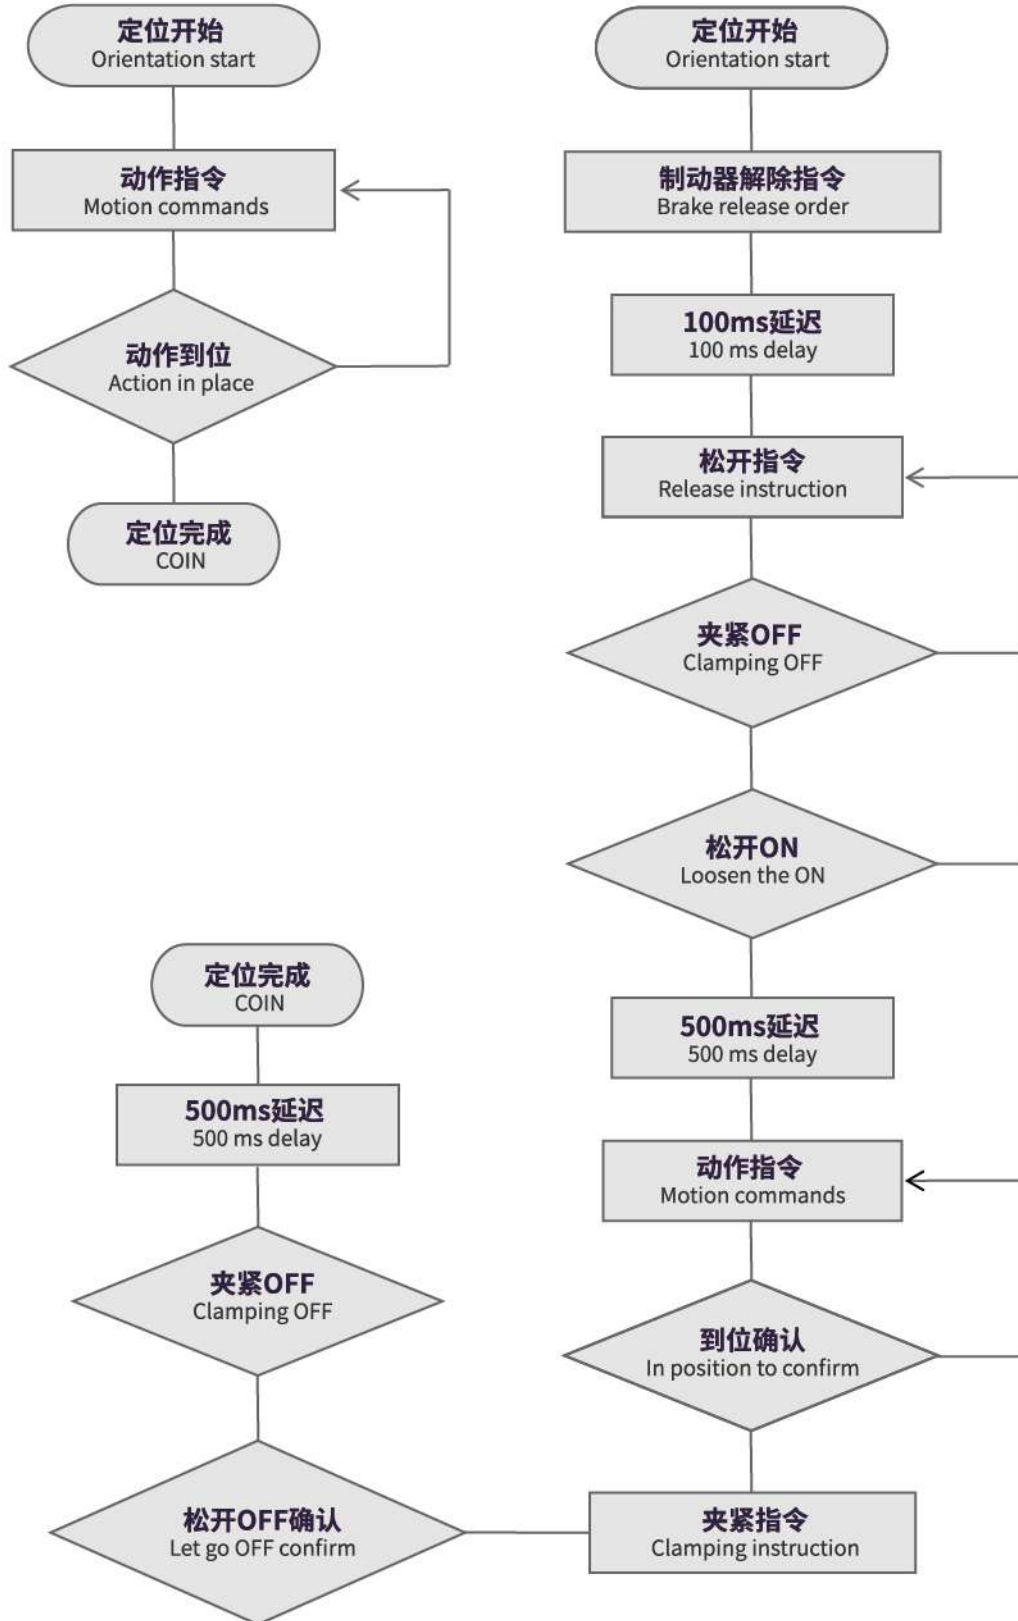 定位开始
Orientation start
动作指令
Motion commands
动作到位
Action in place
定位完成
COIN
定位开始
Orientation start
制动器解除指令
Brake release order
100ms延迟
100 ms delay
松开指令
Release instruction
夹紧OFF
Clamping OFF
松开ON
Loosen the ON
500ms延迟
500 ms delay
动作指令
Motion commands
到位确认
In position to confirm
夹紧指令
Clamping instruction
定位完成
COIN
500ms延迟
500 ms delay
夹紧OFF
Clamping OFF
松开OFF确认
Let go OFF confirm